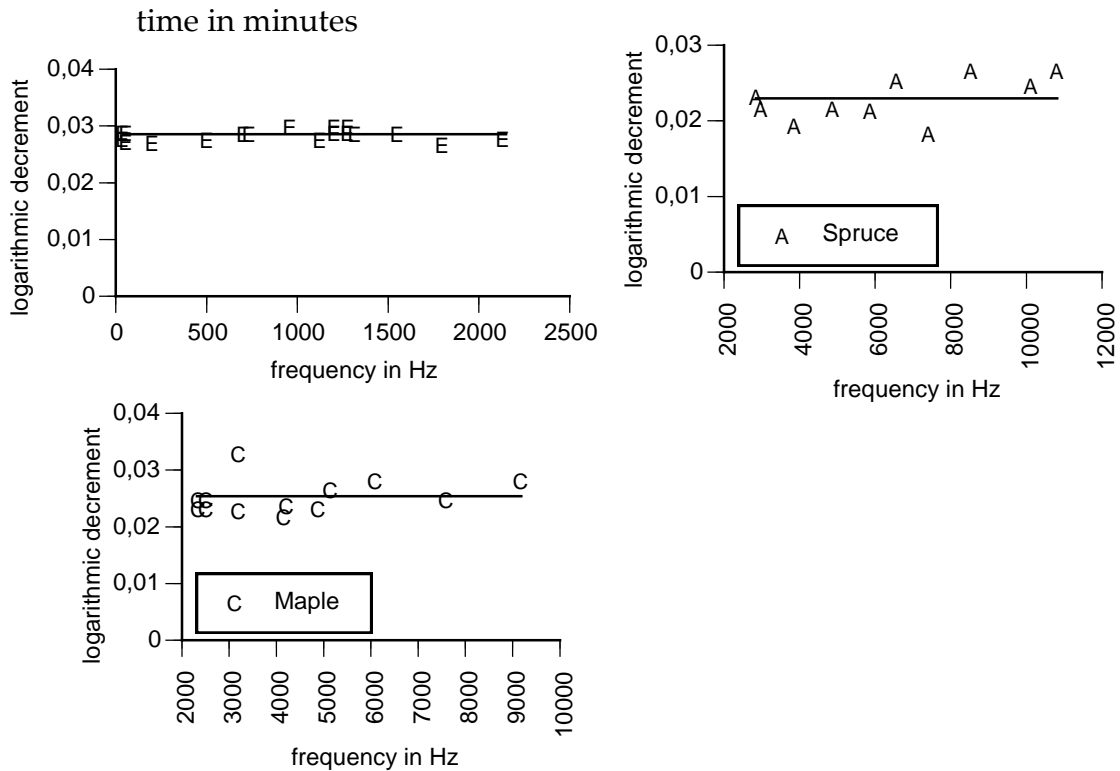 time in minutes
logarithmic decrement
0,04
0,03
0,02
0,01
0
E E E E E E E E E E E E E E E E E E E
0 500 1000 1500 2000 2500
frequency in Hz
logarithmic decrement
0,03
0,02
0,01
0
A A A A A A A A A A
A Spruce
2000 4000 6000 8000 10000 12000
frequency in Hz
logarithmic decrement
0,04
0,03
0,02
0,01
0
C C C C C C C C C C C C C
C Maple
2000 3000 4000 5000 6000 7000 8000 9000 10000
frequency in Hz